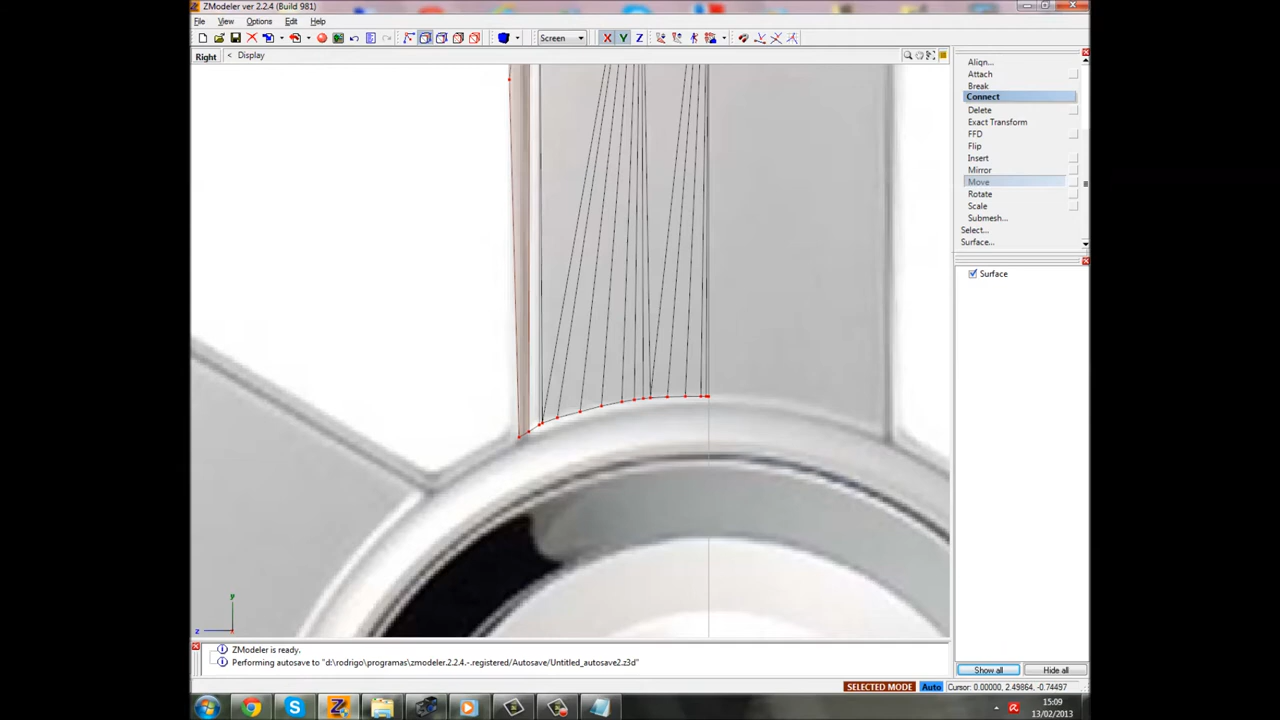 ZModeler ver 2.2.4 (Build 981)
File View Options Edit Help
Screen X Y Z
Right < Display
Align...
Attach
Break
Connect
Delete
Exact Transform
FFD
Flip
Insert
Mirror
Move
Rotate
Scale
Submesh...
Select...
Surface...
Surface
y
z
ZModeler is ready.
Performing autosave to "d:\rodrigo\programas\zmodeler.2.2.4.-.registered/Autosave/Untitled_autosave2.z3d"
Show all Hide all
SELECTED MODE Auto Cursor: 0.00000, 2.49864, -0.74497
15:09
13/02/2013